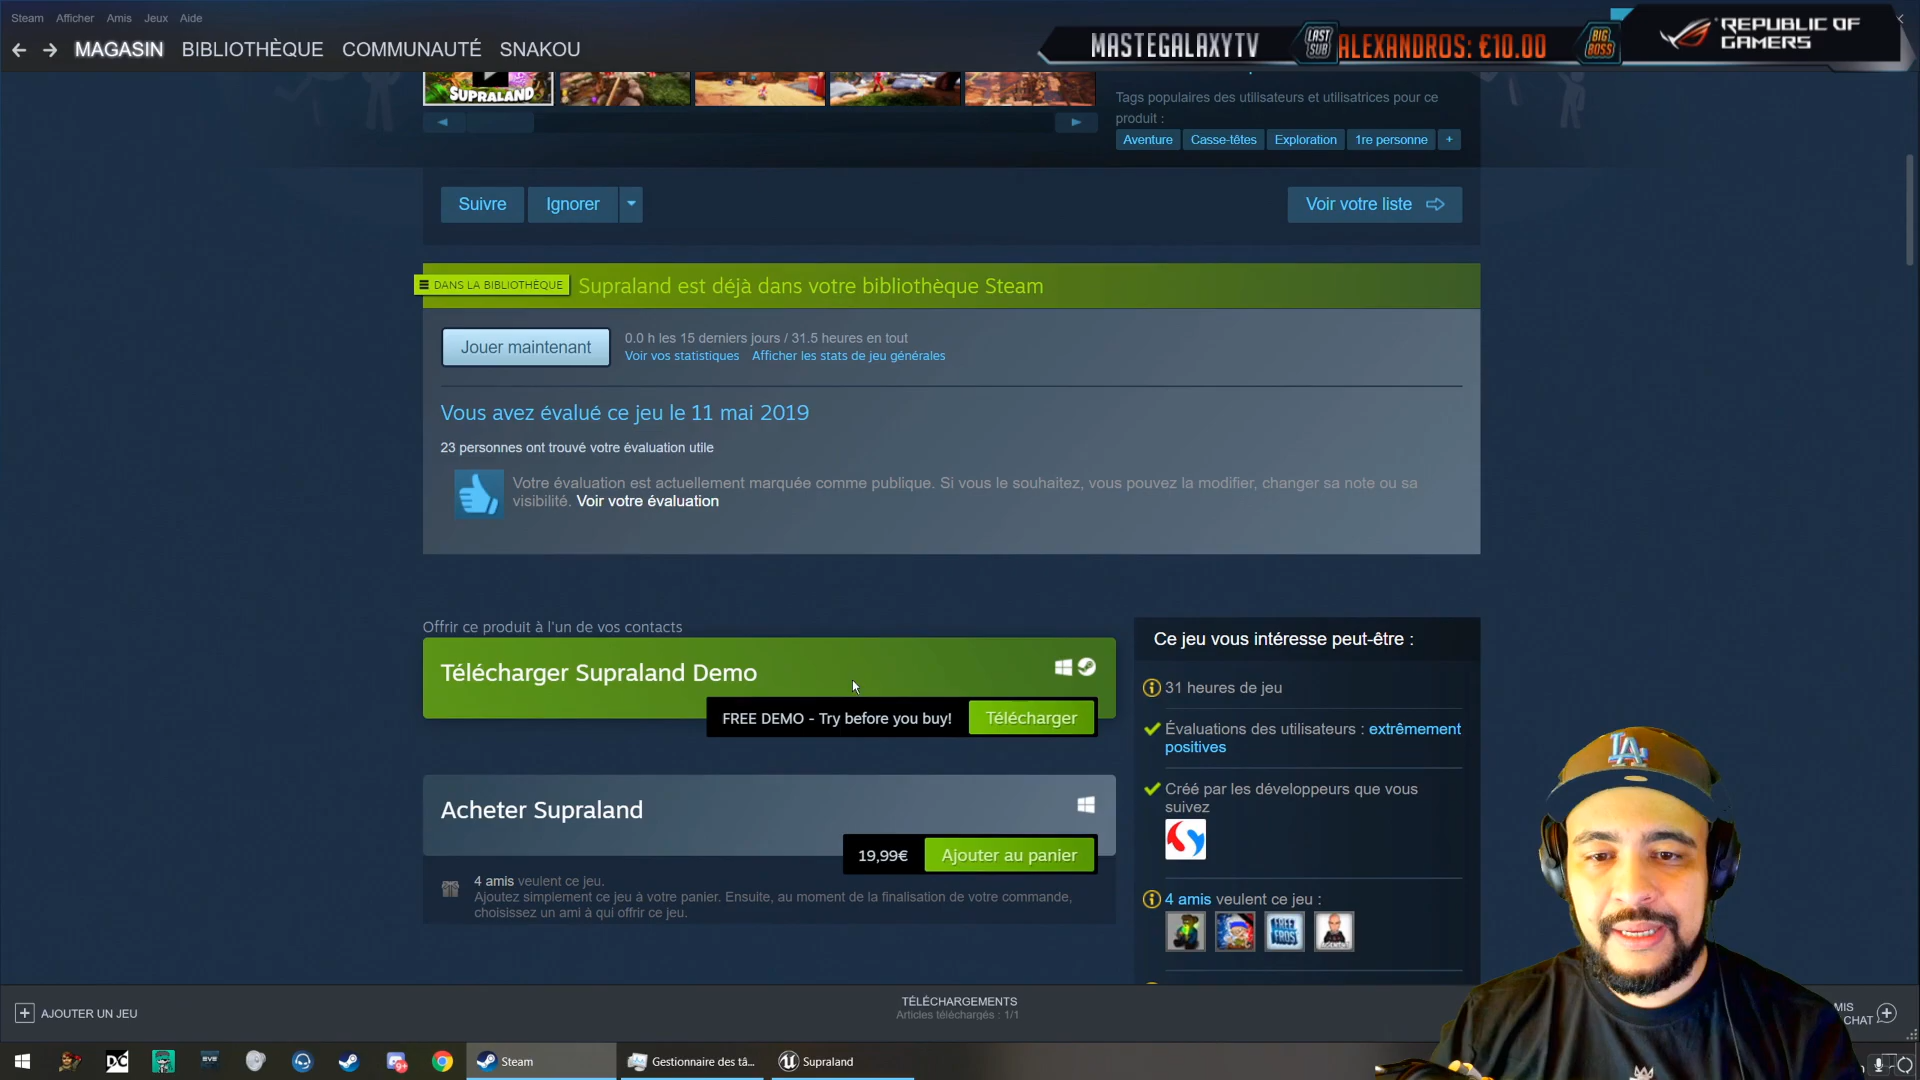 Steam Afficher Amis Jeux Aide
MAGASIN BIBLIOTHÈQUE COMMUNAUTÉ SNAKOU
MASTEGALAXYTV
LAST SUB
ALEXANDROS: €10.00
BIG BOSS
REPUBLIC OF GAMERS
SUPRALAND
Tags populaires des utilisateurs et utilisatrices pour ce
produit :
Aventure Casse-têtes Exploration 1re personne +
Suivre Ignorer Voir votre liste
DANS LA BIBLIOTHÈQUE Supraland est déjà dans votre bibliothèque Steam
Jouer maintenant
0.0 h les 15 derniers jours / 31.5 heures en tout
Voir vos statistiques Afficher les stats de jeu générales
Vous avez évalué ce jeu le 11 mai 2019
23 personnes ont trouvé votre évaluation utile
Votre évaluation est actuellement marquée comme publique. Si vous le souhaitez, vous pouvez la modifier, changer sa note ou sa
visibilité. Voir votre évaluation
Offrir ce produit à l'un de vos contacts
Télécharger Supraland Demo
FREE DEMO - Try before you buy! Télécharger
Acheter Supraland
19,99€ Ajouter au panier
4 amis veulent ce jeu.
Ajoutez simplement ce jeu à votre panier. Ensuite, au moment de la finalisation de votre commande,
choisissez un ami à qui offrir ce jeu.
Ce jeu vous intéresse peut-être :
31 heures de jeu
Évaluations des utilisateurs : extrêmement
positives
Créé par les développeurs que vous
suivez
4 amis veulent ce jeu :
FREE FROST
LA
AJOUTER UN JEU
TÉLÉCHARGEMENTS
Articles téléchargés : 1/1
MIS
CHAT
DC
EVE
Steam
Gestionnaire des tâ...
Supraland